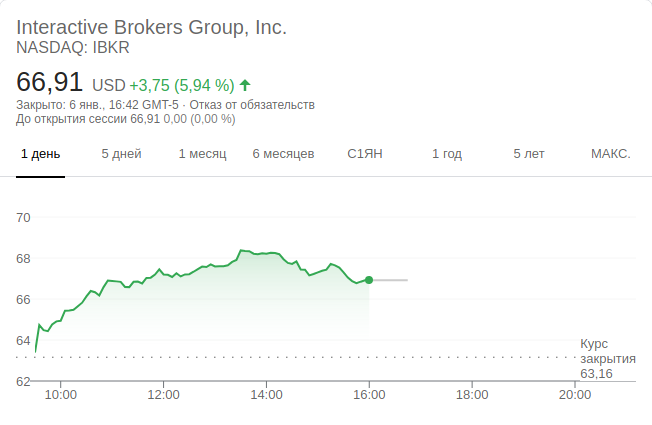 Interactive Brokers Group, Inc.
NASDAQ: IBKR
66,91 USD +3,75 (5,94 %)
Закрыто: 6 янв., 16:42 GMT-5 · Отказ от обязательств
До открытия сессии 66,91 0,00 (0,00 %)
1 день 5 дней 1 месяц 6 месяцев С1ЯН 1 год 5 лет МАКС.
70
68
66
64
Курс
закрытия
63,16
62
10:00 12:00 14:00 16:00 18:00 20:00